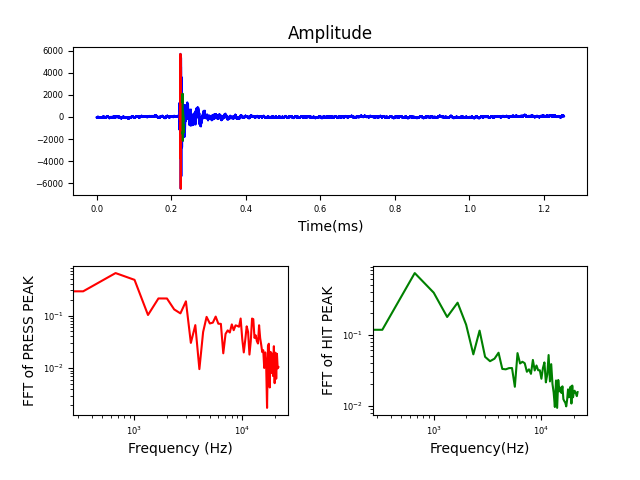 Amplitude
6000
4000
2000
0
−2000
−4000
−6000
0.0 0.2 0.4 0.6 0.8 1.0 1.2
Time(ms)
FFT of PRESS PEAK
10⁻¹
10⁻²
10³ 10⁴
Frequency (Hz)
FFT of HIT PEAK
10⁻¹
10⁻²
10³ 10⁴
Frequency(Hz)